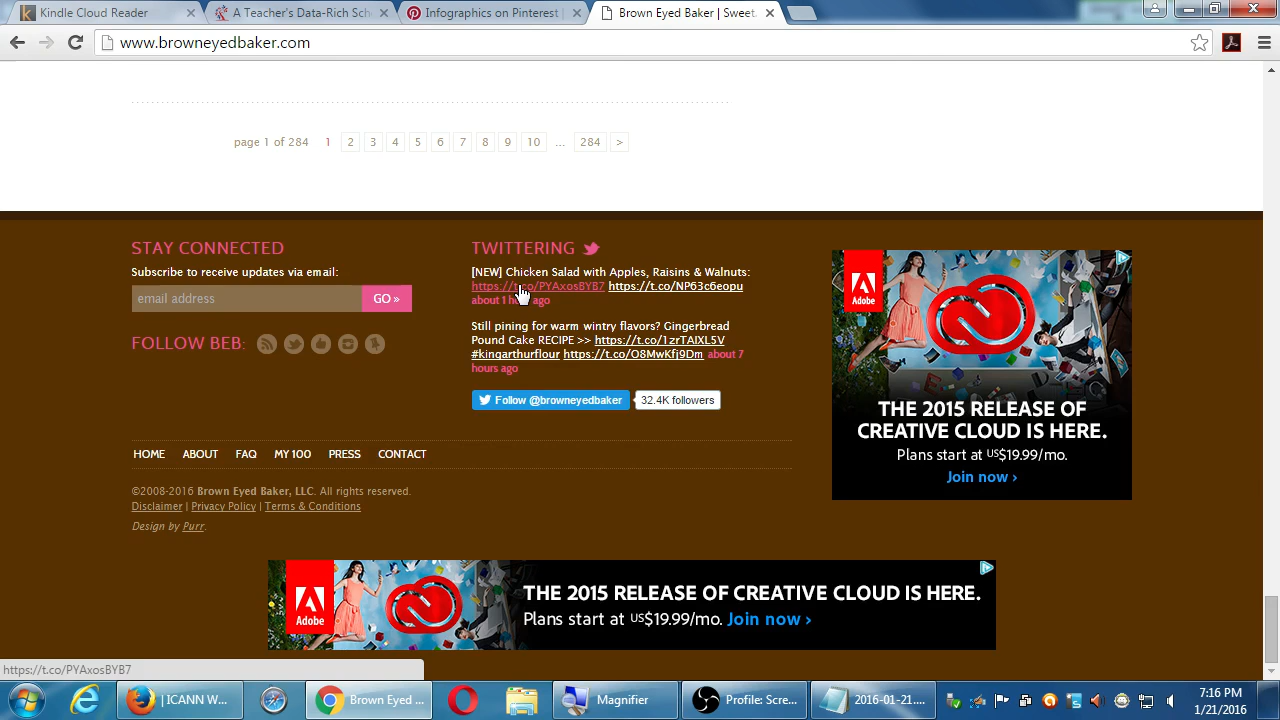 Kindle Cloud Reader
A Teacher's Data-Rich Sch
Infographics on Pinterest |
Brown Eyed Baker | Sweet.
www.browneyedbaker.com
page 1 of 284 1 2 3 4 5 6 7 8 9 10 ... 284 >
STAY CONNECTED
Subscribe to receive updates via email:
email address
GO »
FOLLOW BEB:
TWITTERING
[NEW] Chicken Salad with Apples, Raisins & Walnuts:
https://t.co/PYAxosBYB7 https://t.co/NP63c6eopu
about 1 ago
Still pining for warm wintry flavors? Gingerbread
Pound Cake RECIPE >> https://t.co/1zrTAIXL5V
#kingarthurflour https://t.co/O8MwKfj9Dm about 7
hours ago
Follow @browneyedbaker
32.4K followers
Adobe
THE 2015 RELEASE OF
CREATIVE CLOUD IS HERE.
Plans start at US$19.99/mo.
Join now ›
HOME ABOUT FAQ MY 100 PRESS CONTACT
©2008-2016 Brown Eyed Baker, LLC. All rights reserved.
Disclaimer | Privacy Policy | Terms & Conditions
Design by Purr.
Adobe
THE 2015 RELEASE OF CREATIVE CLOUD IS HERE.
Plans start at US$19.99/mo. Join now ›
https://t.co/PYAxosBYB7
| ICANN W...
Brown Eyed ...
Magnifier
Profile: Scre...
2016-01-21....
7:16 PM
1/21/2016